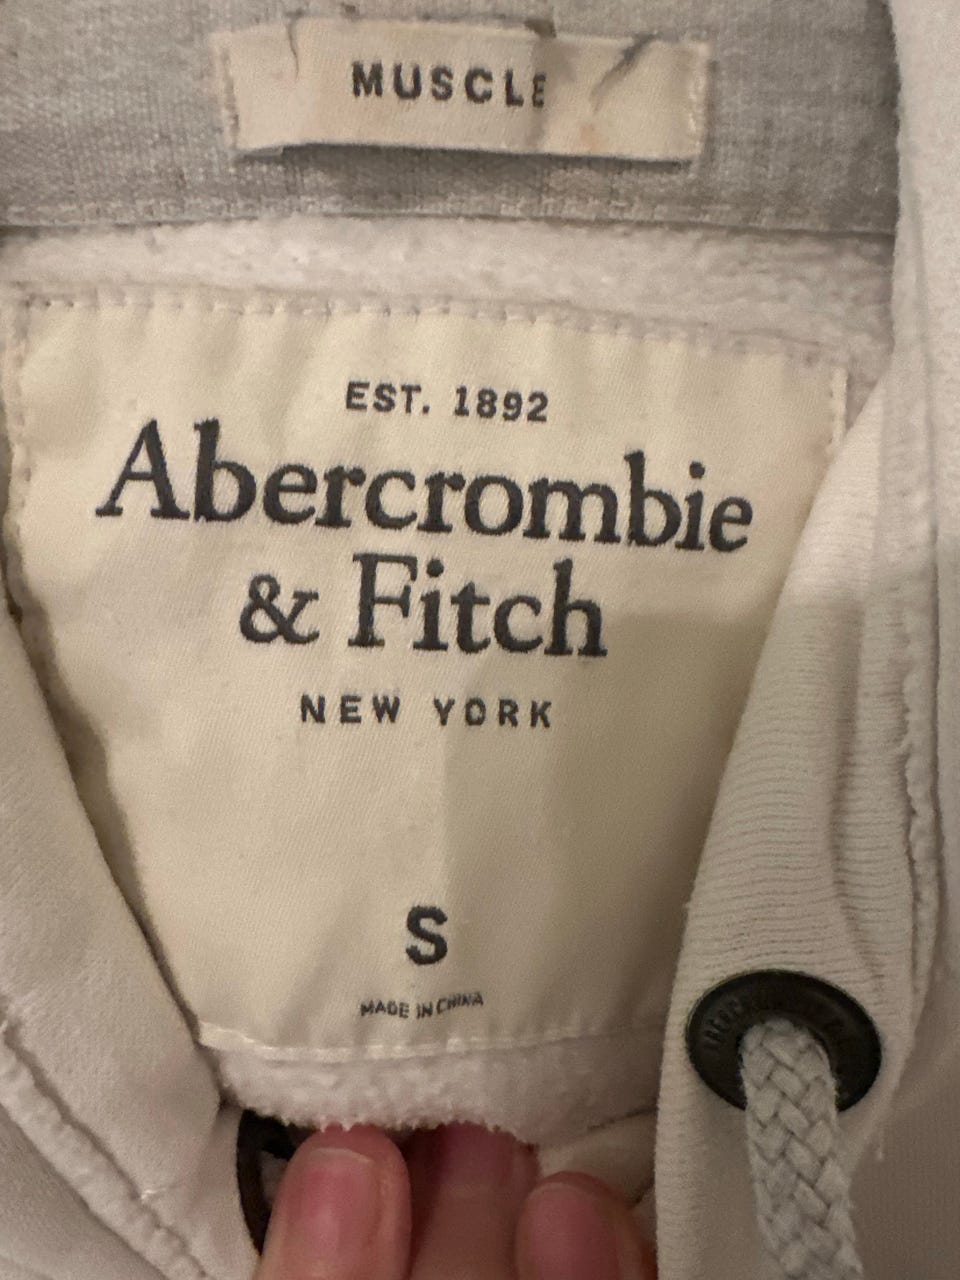 MUSCLE
EST. 1892
Abercrombie
& Fitch
NEW YORK
S
MADE IN CHINA